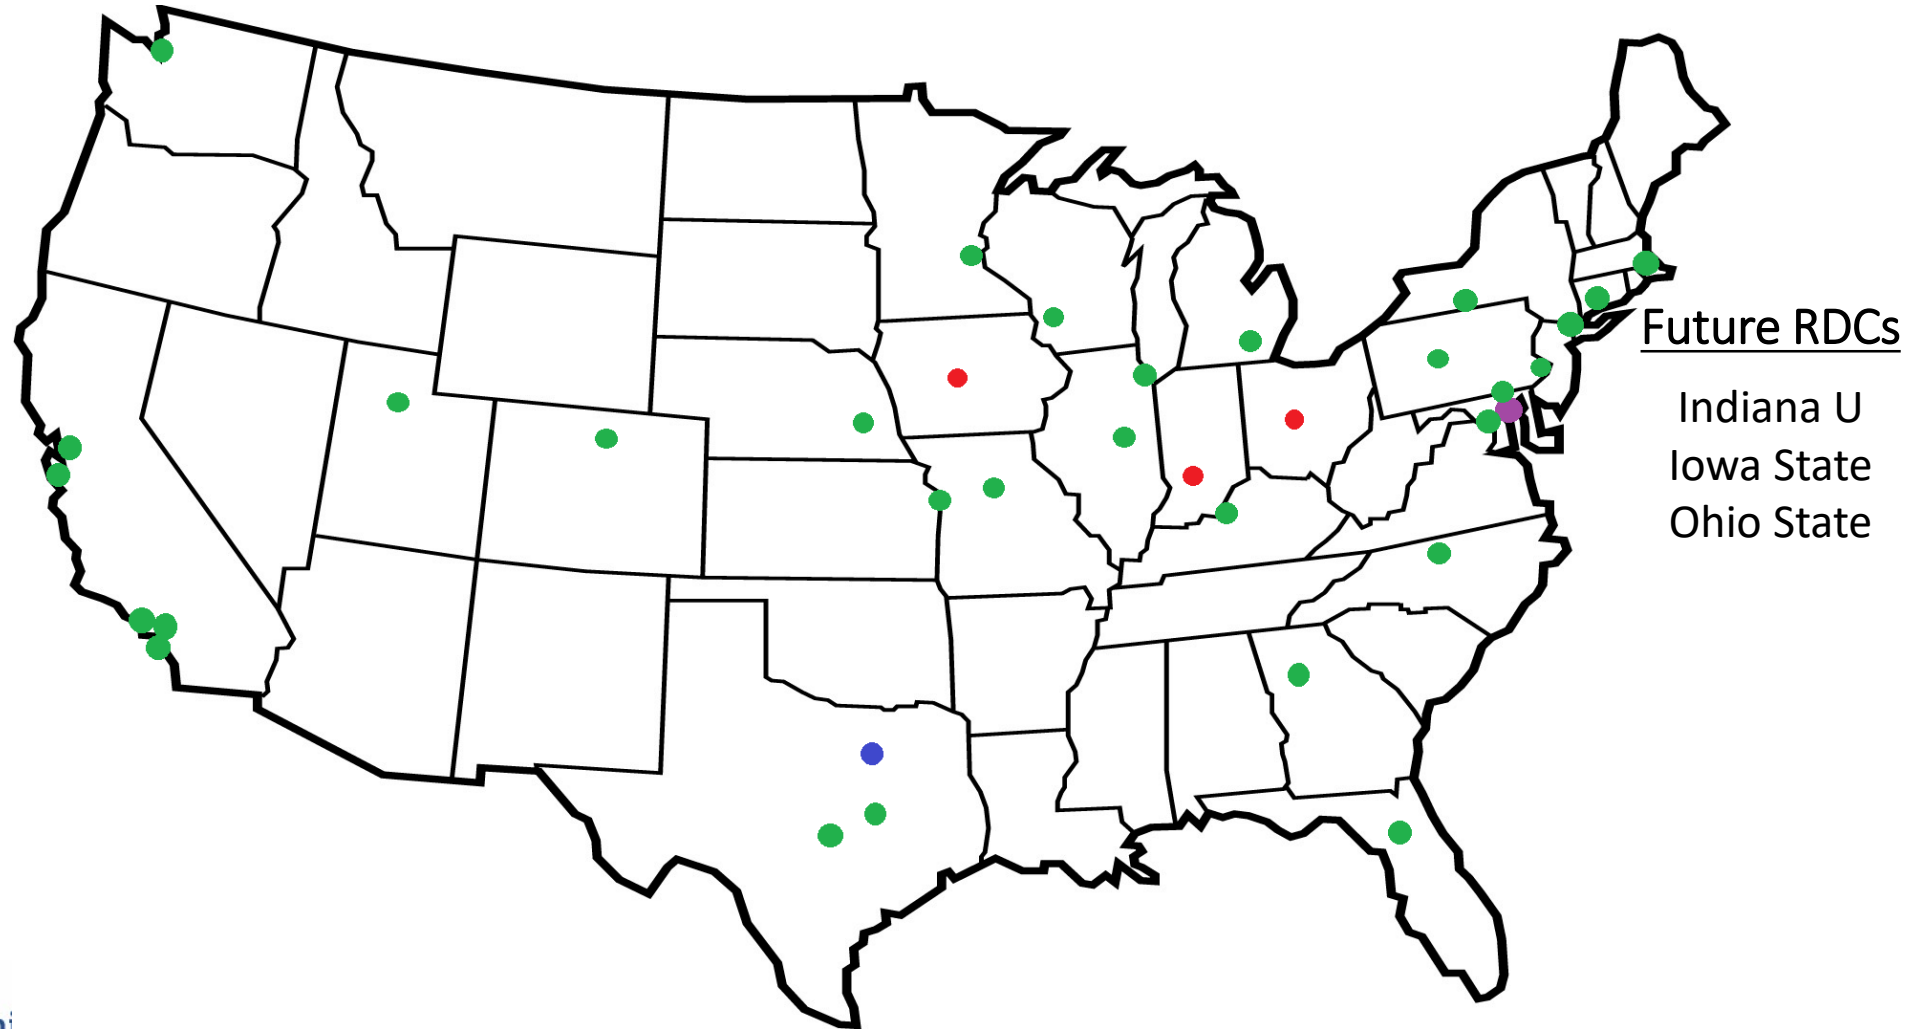 Future RDCs
Indiana U
Iowa State
Ohio State